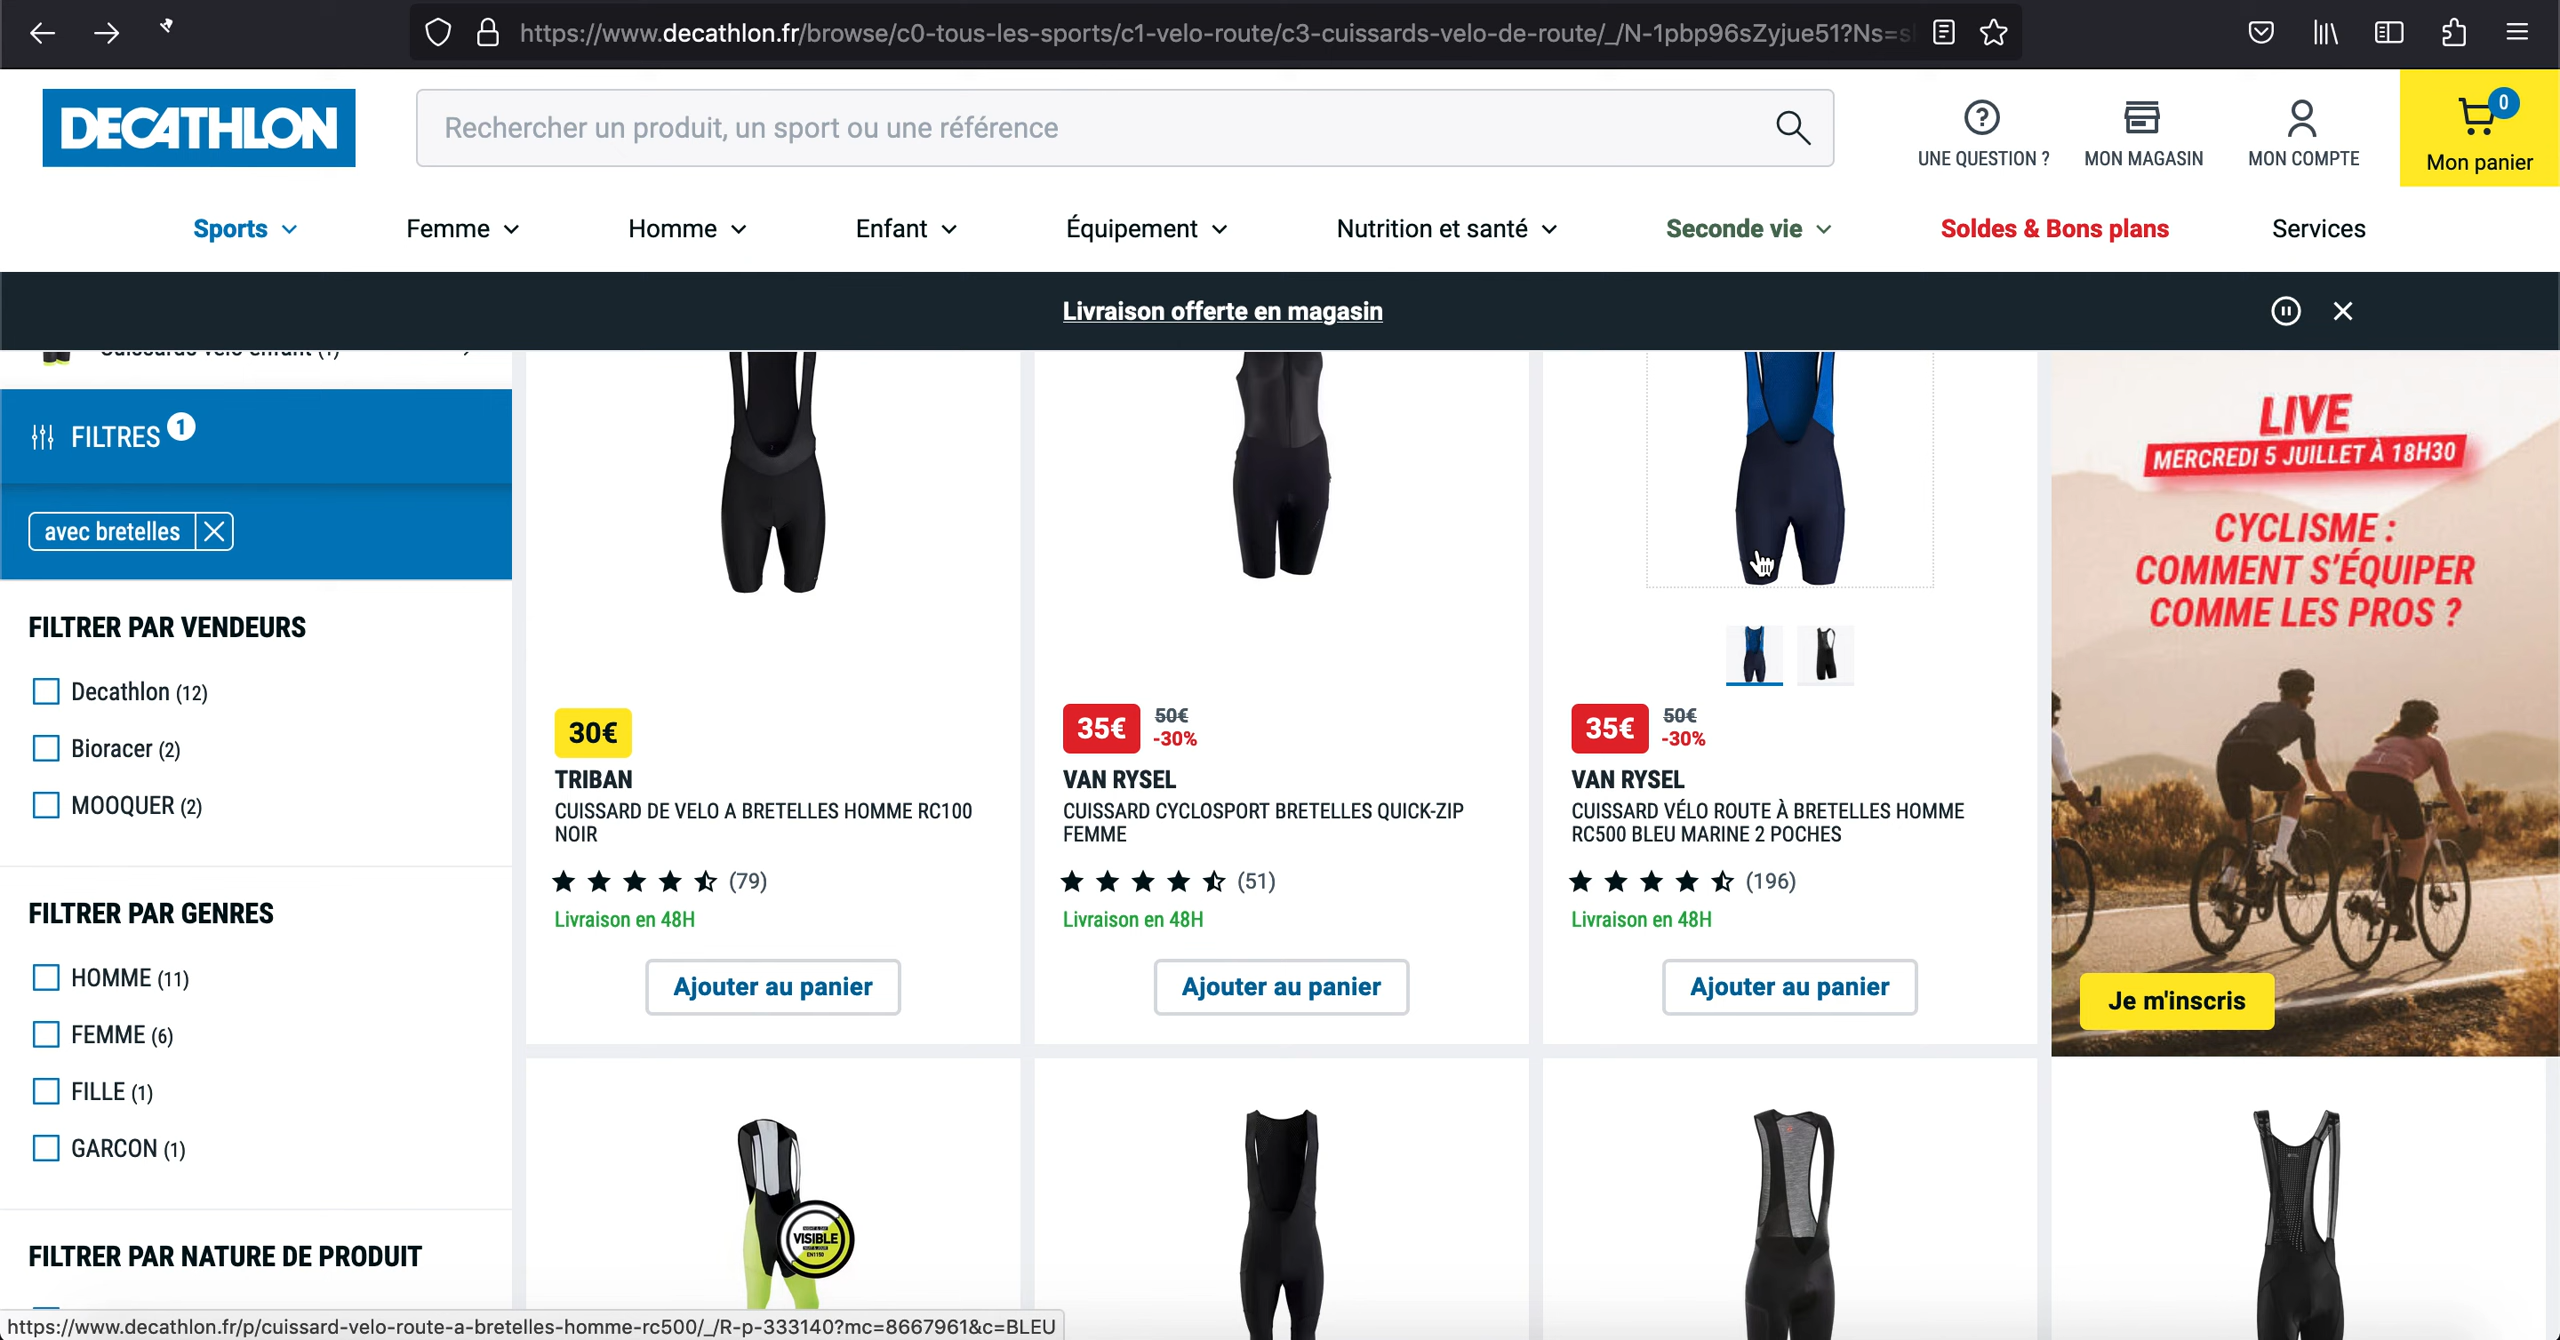 https://www.decathlon.fr/browse/c0-tous-les-sports/c1-velo-route/c3-cuissards-velo-de-route/_/N-1pbp96sZyjue51?Ns=s
DECATHLON
Rechercher un produit, un sport ou une référence
UNE QUESTION ?
MON MAGASIN
MON COMPTE
0
Mon panier
Sports
Femme
Homme
Enfant
Équipement
Nutrition et santé
Seconde vie
Soldes & Bons plans
Services
Livraison offerte en magasin
Cuissards vélo enfant (1)
FILTRES 1
avec bretelles
FILTRER PAR VENDEURS
Decathlon (12)
Bioracer (2)
MOOQUER (2)
FILTRER PAR GENRES
HOMME (11)
FEMME (6)
FILLE (1)
GARCON (1)
FILTRER PAR NATURE DE PRODUIT
30€
TRIBAN
CUISSARD DE VELO A BRETELLES HOMME RC100
NOIR
(79)
Livraison en 48H
Ajouter au panier
35€
50€
-30%
VAN RYSEL
CUISSARD CYCLOSPORT BRETELLES QUICK-ZIP
FEMME
(51)
Livraison en 48H
Ajouter au panier
35€
50€
-30%
VAN RYSEL
CUISSARD VÉLO ROUTE À BRETELLES HOMME
RC500 BLEU MARINE 2 POCHES
(196)
Livraison en 48H
Ajouter au panier
LIVE
MERCREDI 5 JUILLET À 18H30
CYCLISME :
COMMENT S'ÉQUIPER
COMME LES PROS ?
Je m'inscris
VISIBLE
EN1150
https://www.decathlon.fr/p/cuissard-velo-route-a-bretelles-homme-rc500/_/R-p-333140?mc=8667961&c=BLEU